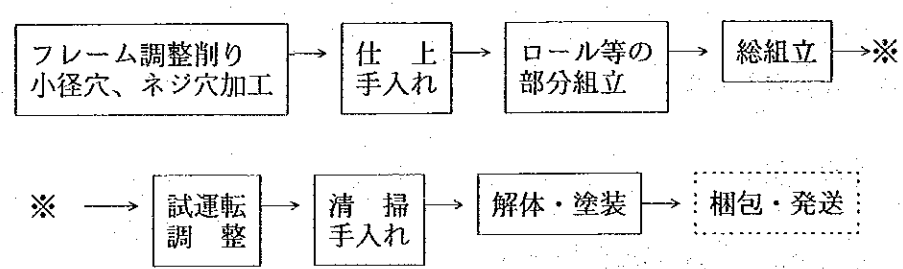 フレーム調整削り
小径穴、ネジ穴加工
→
仕 上
手入れ
→
ロール等の
部分組立
→
総組立
→※
※ →
試運転
調 整
→
清 掃
手入れ
→
解体・塗装
→
梱包・発送